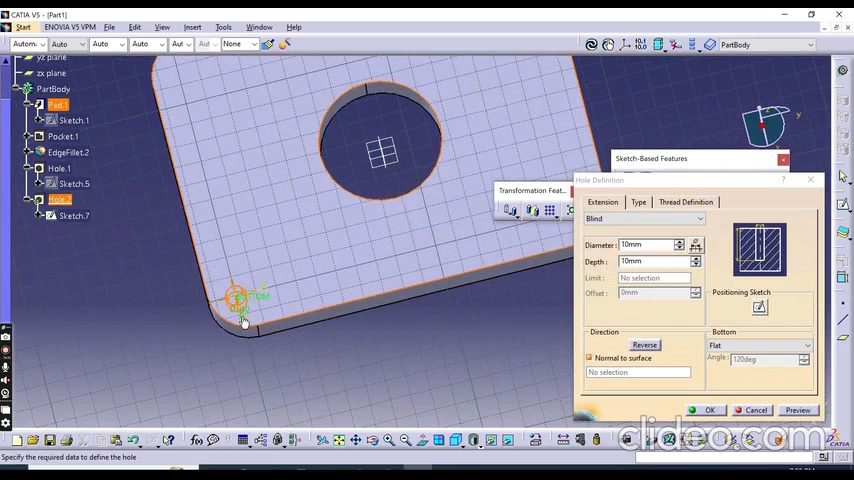 CATIA V5 - [Part1]
Start ENOVIA V5 VPM File Edit View Insert Tools Window Help
Autom Auto Auto Auto Aut Aut None PartBody
yz plane
zx plane
PartBody
Pad.1
Sketch.1
Pocket.1
EdgeFillet.2
Hole.1
Sketch.5
Hole.2
Sketch.7
z
y
x
BOTTOM
Sketch-Based Features
Transformation Feat...
Hole Definition ?
Extension Type Thread Definition
Blind
Diameter: 10mm
Depth: 10mm
Limit: No selection
Offset: 0mm
Positioning Sketch
Direction
Reverse
Normal to surface
No selection
Bottom
Flat
Angle: 120deg
OK Cancel Preview
clideo.com
Specify the required data to define the hole